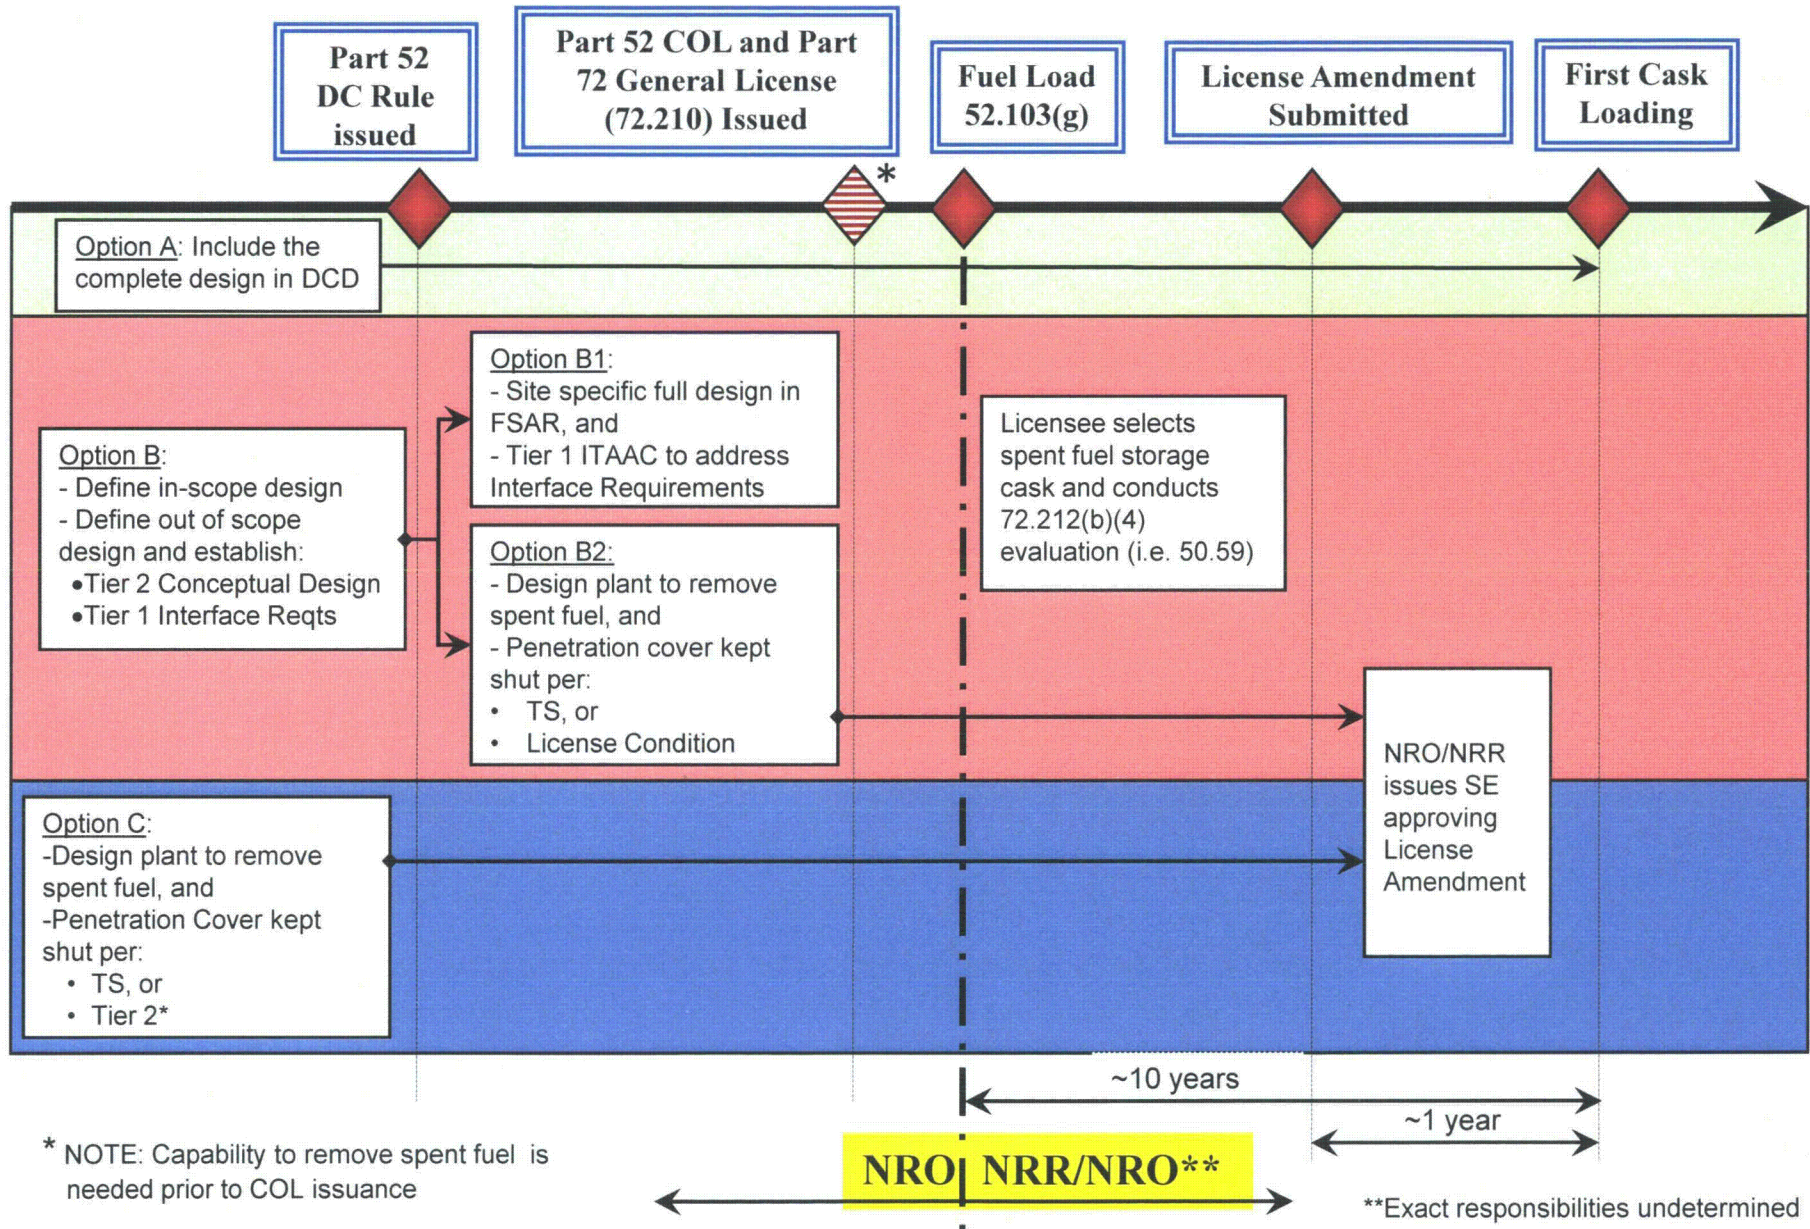 Part 52
DC Rule
issued
Part 52 COL and Part
72 General License
(72.210) Issued
Fuel Load
52.103(g)
License Amendment
Submitted
First Cask
Loading
*
Option A: Include the
complete design in DCD
Option B:
- Define in-scope design
- Define out of scope
design and establish:
•Tier 2 Conceptual Design
•Tier 1 Interface Reqts
Option B1:
- Site specific full design in
FSAR, and
- Tier 1 ITAAC to address
Interface Requirements
Option B2:
- Design plant to remove
spent fuel, and
- Penetration cover kept
shut per:
• TS, or
• License Condition
Licensee selects
spent fuel storage
cask and conducts
72.212(b)(4)
evaluation (i.e. 50.59)
NRO/NRR
issues SE
approving
License
Amendment
Option C:
-Design plant to remove
spent fuel, and
-Penetration Cover kept
shut per:
• TS, or
• Tier 2*
~10 years
~1 year
* NOTE: Capability to remove spent fuel is
needed prior to COL issuance
NRO NRR/NRO**
**Exact responsibilities undetermined